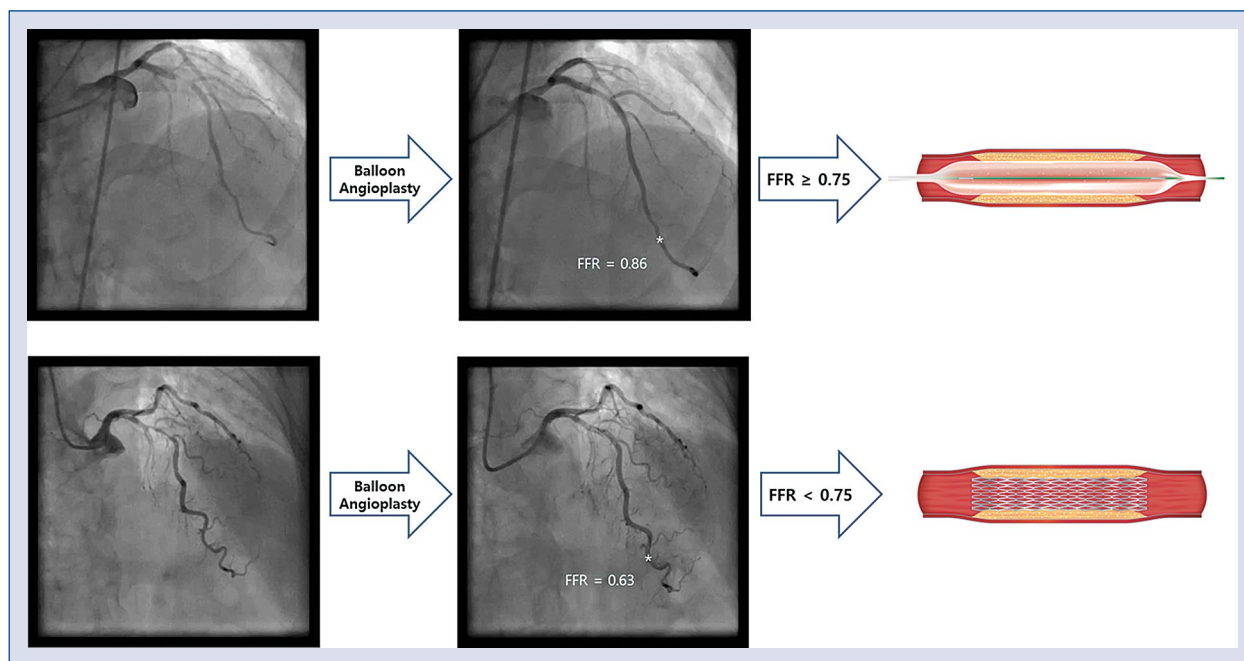 Balloon
Angioplasty
FFR = 0.86
*
FFR ≥ 0.75
Balloon
Angioplasty
FFR = 0.63
*
FFR < 0.75